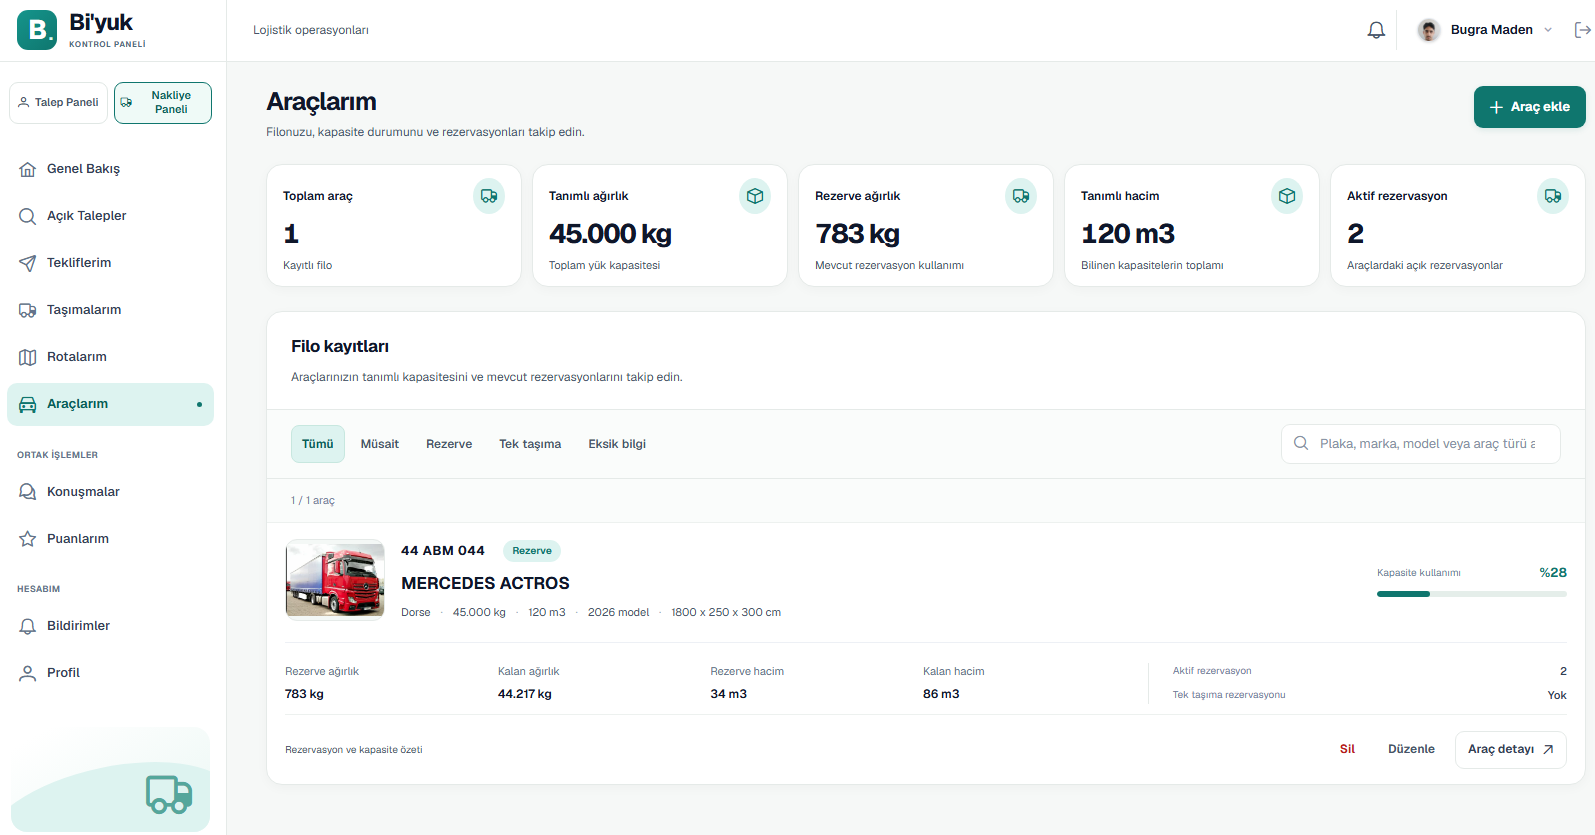 B.
Bi'yuk
KONTROL PANELİ
Lojistik operasyonları
Bugra Maden
Talep Paneli
Nakliye
Paneli
Genel Bakış
Açık Talepler
Tekliflerim
Taşımalarım
Rotalarım
Araçlarım
ORTAK İŞLEMLER
Konuşmalar
Puanlarım
HESABIM
Bildirimler
Profil
Araçlarım
Filonuzu, kapasite durumunu ve rezervasyonları takip edin.
Araç ekle
Toplam araç
1
Kayıtlı filo
Tanımlı ağırlık
45.000 kg
Toplam yük kapasitesi
Rezerve ağırlık
783 kg
Mevcut rezervasyon kullanımı
Tanımlı hacim
120 m3
Bilinen kapasitelerin toplamı
Aktif rezervasyon
2
Araçlardaki açık rezervasyonlar
Filo kayıtları
Araçlarınızın tanımlı kapasitesini ve mevcut rezervasyonlarını takip edin.
Tümü Müsait Rezerve Tek taşıma Eksik bilgi
Plaka, marka, model veya araç türü a
1 / 1 araç
44 ABM 044 Rezerve
MERCEDES ACTROS
Dorse · 45.000 kg · 120 m3 · 2026 model · 1800 x 250 x 300 cm
Kapasite kullanımı %28
Rezerve ağırlık
783 kg
Kalan ağırlık
44.217 kg
Rezerve hacim
34 m3
Kalan hacim
86 m3
Aktif rezervasyon 2
Tek taşıma rezervasyonu Yok
Rezervasyon ve kapasite özeti
Sil Düzenle Araç detayı